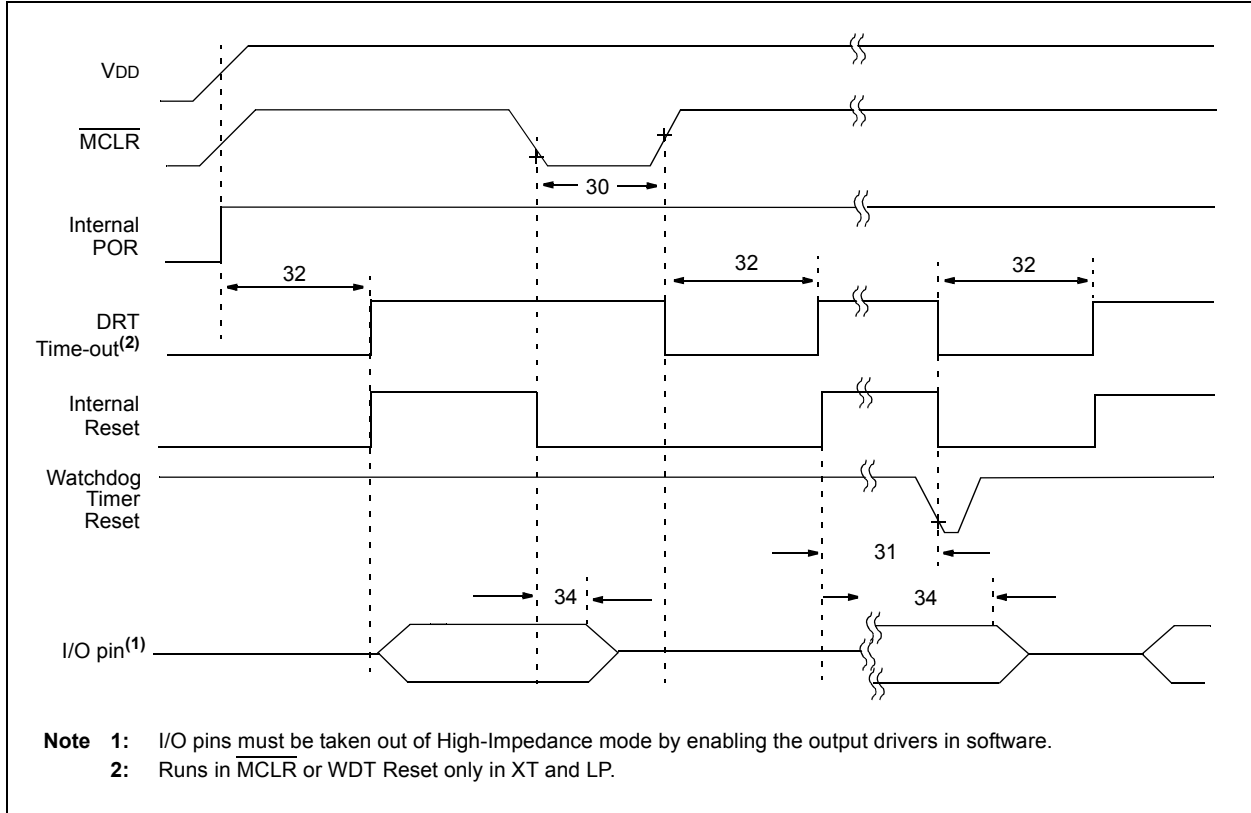 VDD
MCLR
30
Internal
POR
32
32
32
DRT
Time-out(2)
Internal
Reset
Watchdog
Timer
Reset
31
34
34
I/O pin(1)
Note 1: I/O pins must be taken out of High-Impedance mode by enabling the output drivers in software.
2: Runs in MCLR or WDT Reset only in XT and LP.